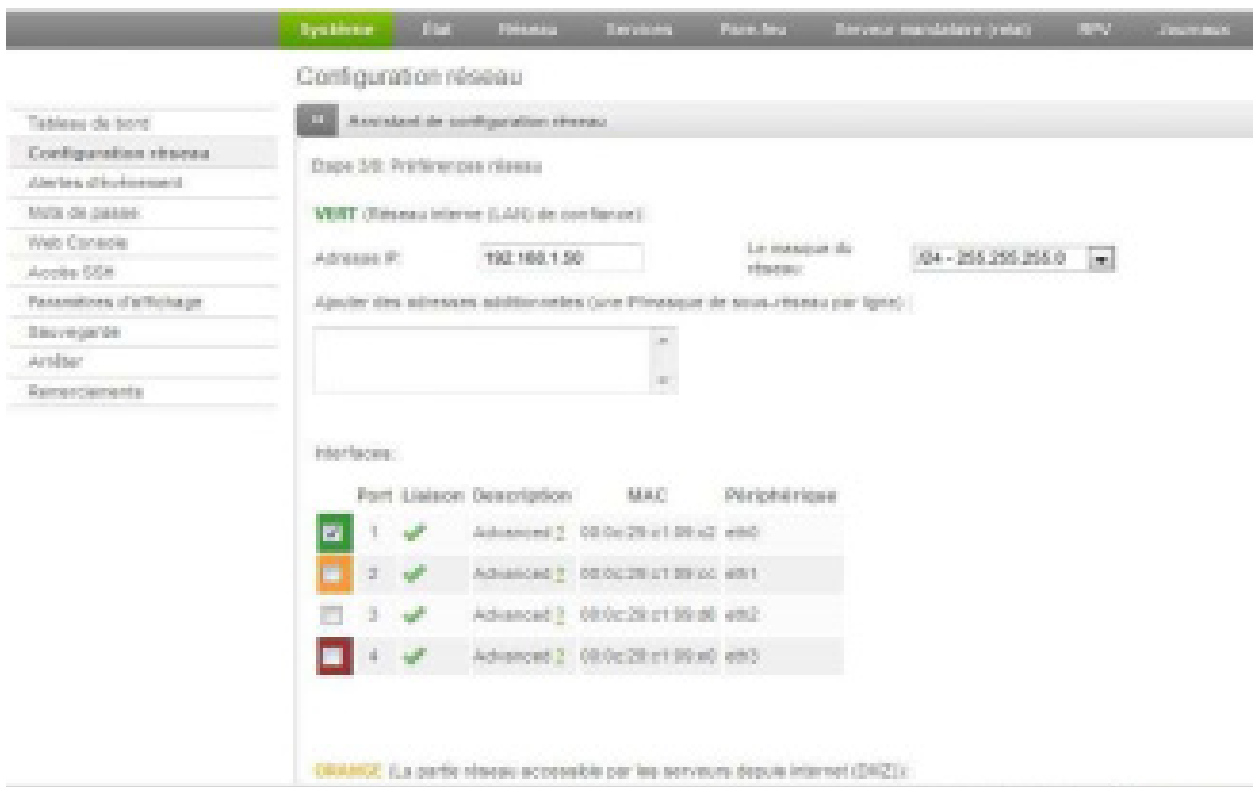 Système État Réseau Services Pare-feu Serveur mandataire (relai) RPV Journaux
Configuration réseau
Tableau de bord
Configuration réseau
Alertes d'évènement
Mots de passe
Web Console
Accès SSH
Paramètres d'affichage
Sauvegarde
Arrêter
Remerciements
Assistant de configuration réseau
Préférences réseau
VERT (Réseau interne (LAN) de confiance):
Adresse IP: 192.168.1.50 Le masque du réseau: /24 - 255.255.255.0
Ajouter des adresses additionnelles (une IP/masque de sous-réseau par ligne) :
Interfaces:
Port Liaison Description MAC Périphérique
1 Advanced ? eth0
2 Advanced ? eth1
3 Advanced ? eth2
4 Advanced ? eth3
ORANGE (La partie réseau accessible par les serveurs depuis internet (DMZ)):